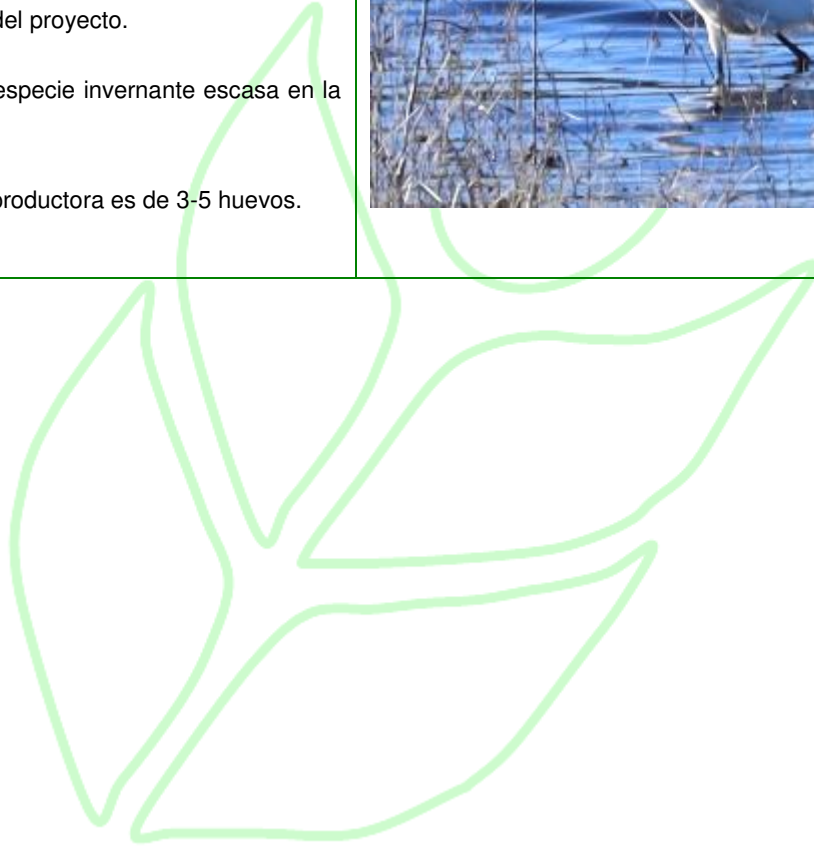 del proyecto.
especie invernante escasa en la
productora es de 3-5 huevos.